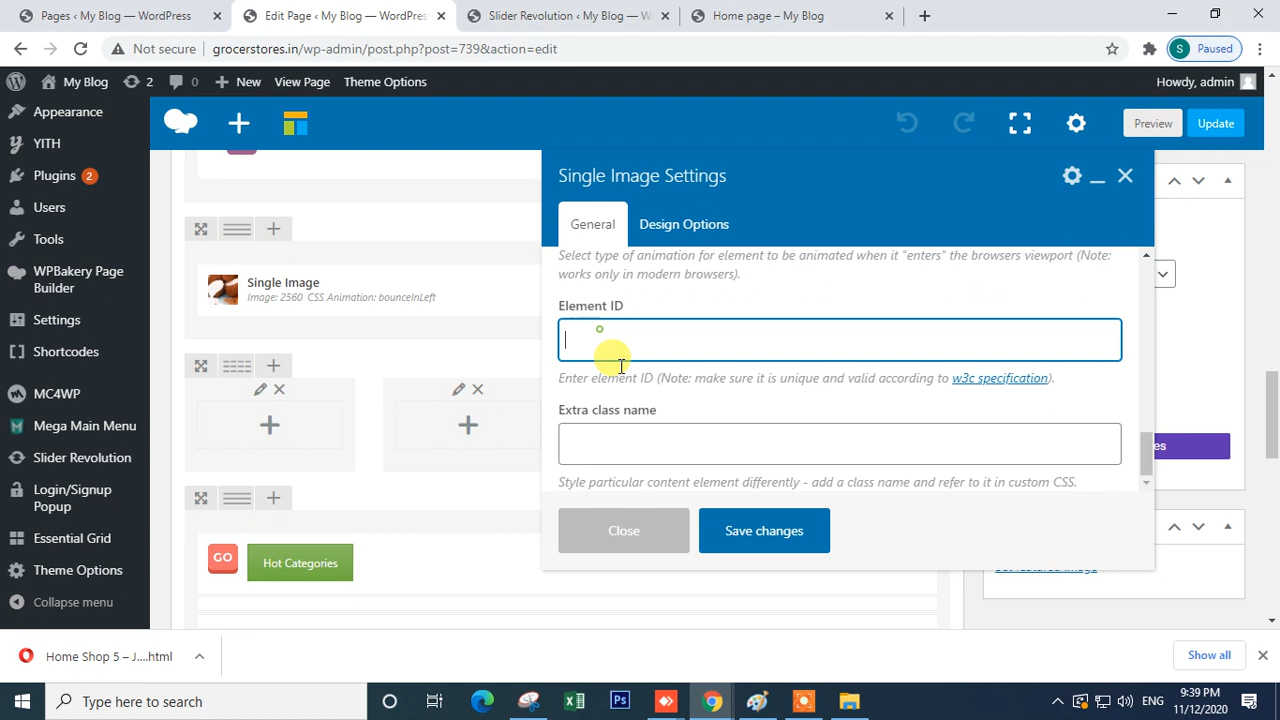 Pages ‹ My Blog — WordPress
Edit Page ‹ My Blog — WordPres
Slider Revolution ‹ My Blog — W
Home page – My Blog
Not secure
grocerstores.in/wp-admin/post.php?post=739&action=edit
S
Paused
My Blog
2
0
New
View Page
Theme Options
Howdy, admin
Appearance
YITH
Plugins
2
Users
Tools
WPBakery Page
Builder
Settings
Shortcodes
MC4WP
Mega Main Menu
Slider Revolution
Login/Signup
Popup
Essential Grid
Theme Options
Collapse menu
Preview
Update
Single Image
Image: 2560 CSS Animation: bounceInLeft
GO
Hot Categories
Single Image Settings
General
Design Options
Select type of animation for element to be animated when it "enters" the browsers viewport (Note:
works only in modern browsers).
Element ID
Enter element ID (Note: make sure it is unique and valid according to w3c specification).
Extra class name
Style particular content element differently - add a class name and refer to it in custom CSS.
Close
Save changes
Home Shop 5 – J....html
Show all
Type here to search
Ps
ENG
9:39 PM
11/12/2020